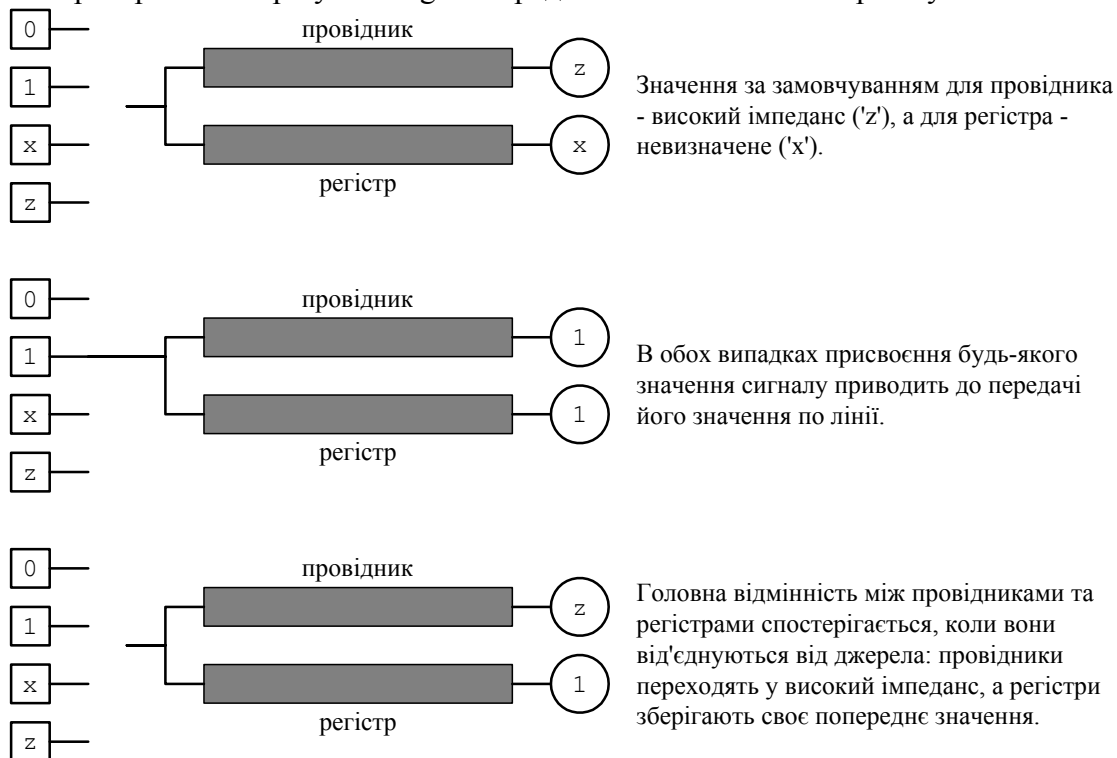 0
1
x
z
провідник
регістр
z
x
Значення за замовчуванням для провідника
- високий імпеданс ('z'), а для регістра -
невизначене ('x').
0
1
x
z
провідник
регістр
1
1
В обох випадках присвоєння будь-якого
значення сигналу приводить до передачі
його значення по лінії.
0
1
x
z
провідник
регістр
z
1
Головна відмінність між провідниками та
регістрами спостерігається, коли вони
від'єднуються від джерела: провідники
переходять у високий імпеданс, а регістри
зберігають своє попереднє значення.